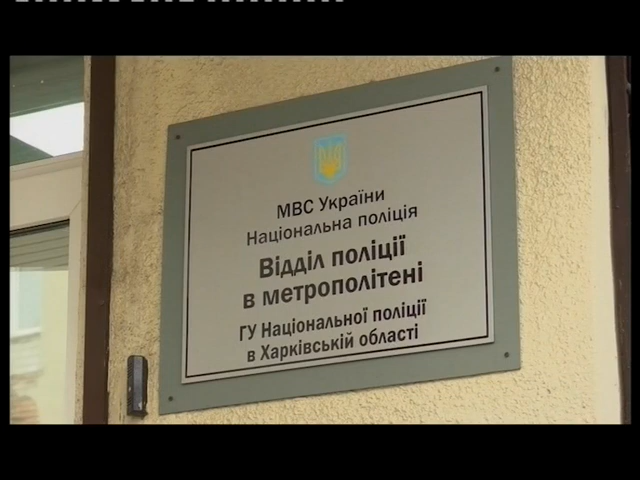 МВС України
Національна поліція
Відділ поліції
в метрополітені
ГУ Національної поліції
в Харківській області